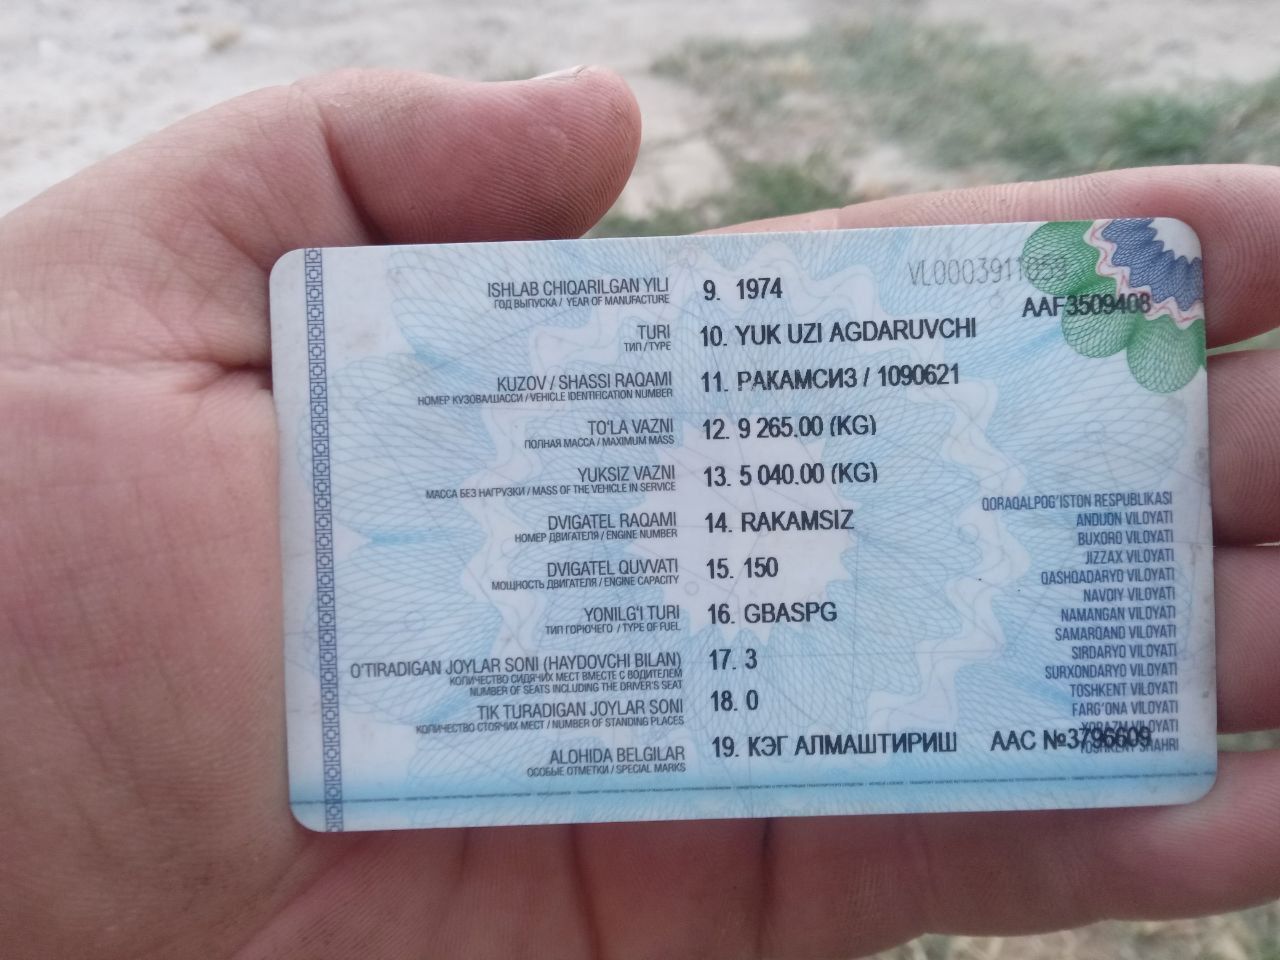 VL0003911059
AAF3509408
ISHLAB CHIQARILGAN YILI 9. 1974
ГОД ВЫПУСКА / YEAR OF MANUFACTURE
TURI 10. YUK UZI AGDARUVCHI
ТИП / TYPE
KUZOV / SHASSI RAQAMI 11. РАКАМСИЗ / 1090621
НОМЕР КУЗОВА/ШАССИ / VEHICLE IDENTIFICATION NUMBER
TO'LA VAZNI 12. 9 265.00 (KG)
ПОЛНАЯ МАССА / MAXIMUM MASS
YUKSIZ VAZNI 13. 5 040.00 (KG)
МАССА БЕЗ НАГРУЗКИ / MASS OF THE VEHICLE IN SERVICE
DVIGATEL RAQAMI 14. RAKAMSIZ
НОМЕР ДВИГАТЕЛЯ / ENGINE NUMBER
DVIGATEL QUVVATI 15. 150
МОЩНОСТЬ ДВИГАТЕЛЯ / ENGINE CAPACITY
YONILG'I TURI 16. GBASPG
ТИП ГОРЮЧЕГО / TYPE OF FUEL
O'TIRADIGAN JOYLAR SONI (HAYDOVCHI BILAN) 17. 3
КОЛИЧЕСТВО СИДЯЧИХ МЕСТ ВМЕСТЕ С ВОДИТЕЛЕМ
NUMBER OF SEATS INCLUDING THE DRIVER'S SEAT
TIK TURADIGAN JOYLAR SONI 18. 0
КОЛИЧЕСТВО СТОЯЧИХ МЕСТ / NUMBER OF STANDING PLACES
ALOHIDA BELGILAR 19. КЭГ АЛМАШТИРИШ
ОСОБЫЕ ОТМЕТКИ / SPECIAL MARKS
QORAQALPOG'ISTON RESPUBLIKASI
ANDIJON VILOYATI
BUXORO VILOYATI
JIZZAX VILOYATI
QASHQADARYO VILOYATI
NAVOIY VILOYATI
NAMANGAN VILOYATI
SAMARQAND VILOYATI
SIRDARYO VILOYATI
SURXONDARYO VILOYATI
TOSHKENT VILOYATI
FARG'ONA VILOYATI
XORAZM VILOYATI
ААС №3796609
TOSHKENT SHAHRI